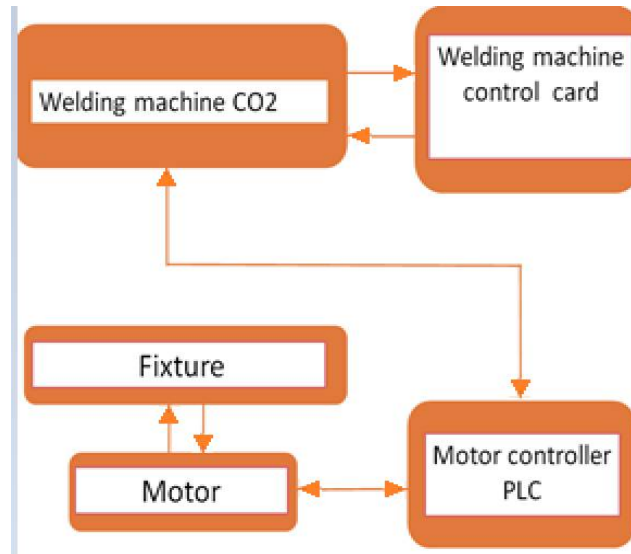 Welding machine CO2
Welding machine
control card
Fixture
Motor
Motor controller
PLC